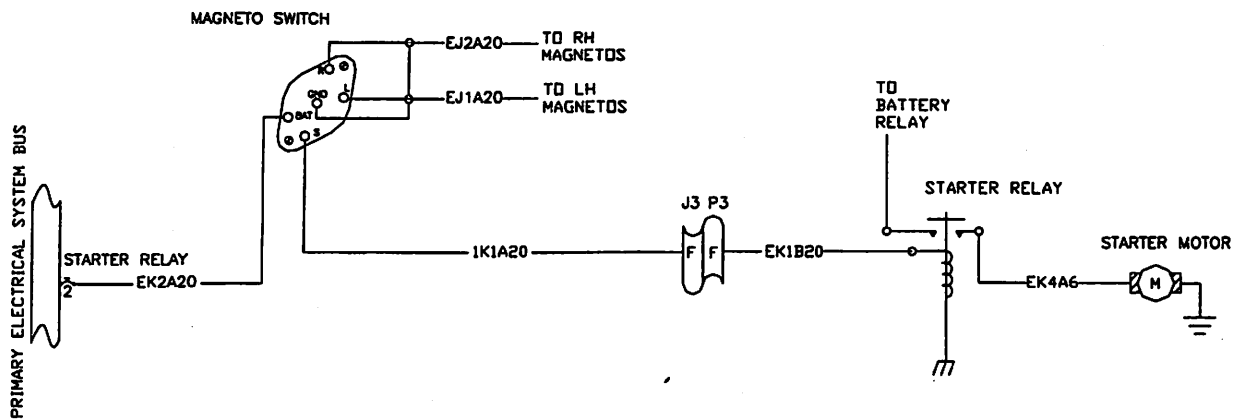 MAGNETO SWITCH
EJ2A20
TO RH
MAGNETOS
R
L
GND
EJ1A20
TO LH
MAGNETOS
BAT
S
TO
BATTERY
RELAY
PRIMARY ELECTRICAL SYSTEM BUS
STARTER RELAY
J3 P3
STARTER RELAY
2
EK2A20
1K1A20
F
F
EK1B20
EK4A6
STARTER MOTOR
M